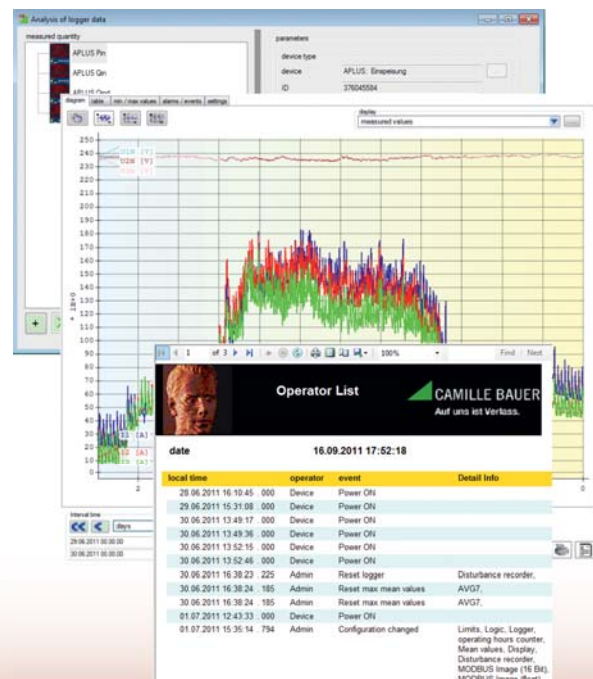 Analysis of logger data
measured quantity
parameters
APLUS Pin
device type
device APLUS: Einspeisung ...
APLUS Qin
ID 376045584
diagram table min / max values alarms / events settings
display
measured values
250
240
U1N [V]
230
U2N [V]
220
210
200
190
180
170
160
150
140
130
120
110
100
90
80
70
60
50
40
30
I1 [A]
20
I2 [A]
10
0
2
0
Interval time
days
29.06.2011 00:00:00
30.06.2011 00:00:00
1 of 3 100% Find | Next
Operator List
CAMILLE BAUER
Auf uns ist Verlass.
date 16.09.2011 17:52:18
local time operator event Detail Info
28.06.2011 16:10:45 .000 Device Power ON
29.06.2011 15:31:08 .000 Device Power ON
30.06.2011 13:49:17 .000 Device Power ON
30.06.2011 13:49:36 .000 Device Power ON
30.06.2011 13:52:15 .000 Device Power ON
30.06.2011 13:52:46 .000 Device Power ON
30.06.2011 16:38:23 .225 Admin Reset logger Disturbance recorder,
30.06.2011 16:38:24 .185 Admin Reset max mean values AVG7,
30.06.2011 16:38:24 .185 Admin Reset max mean values AVG7,
01.07.2011 12:43:33 .000 Device Power ON
01.07.2011 15:35:14 .794 Admin Configuration changed Limits, Logic, Logger,
operating hours counter,
Mean values, Display,
Disturbance recorder,
MODBUS Image (16 Bit),
MODBUS Image (float)